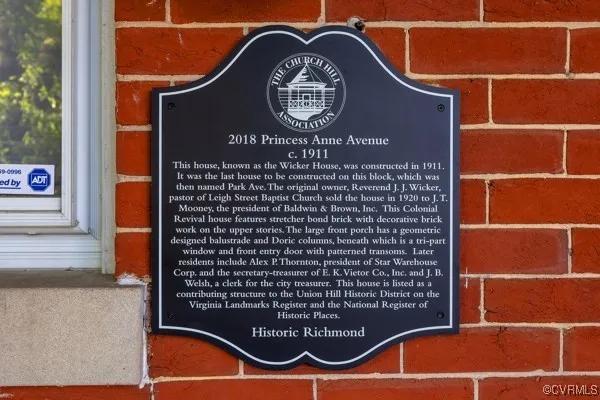 THE CHURCH HILL
ASSOCIATION
2018 Princess Anne Avenue
c. 1911
This house, known as the Wicker House, was constructed in 1911.
It was the last house to be constructed on this block, which was
then named Park Ave. The original owner, Reverend J. J. Wicker,
pastor of Leigh Street Baptist Church sold the house in 1920 to J. T.
Mooney, the president of Baldwin & Brown, Inc. This Colonial
Revival house features stretcher bond brick with decorative brick
work on the upper stories. The large front porch has a geometric
designed balustrade and Doric columns, beneath which is a tri-part
window and front entry door with patterned transoms. Later
residents include Alex P. Thornton, president of Star Warehouse
Corp. and the secretary-treasurer of E. K. Vietor Co., Inc. and J. B.
Welsh, a clerk for the city treasurer. This house is listed as a
contributing structure to the Union Hill Historic District on the
Virginia Landmarks Register and the National Register of
Historic Places.
Historic Richmond
9-0996
ed by ADT
©CVRMLS